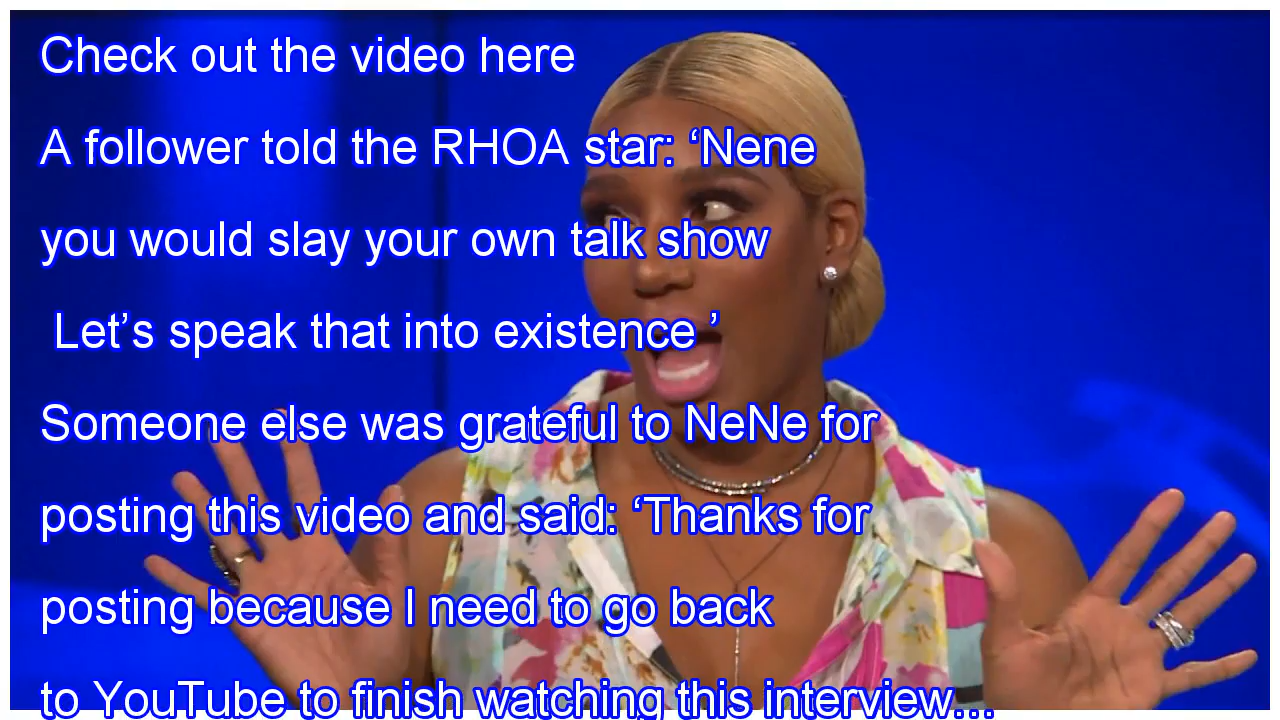 Check out the video here
A follower told the RHOA star: ‘Nene
you would slay your own talk show
Let’s speak that into existence ’
Someone else was grateful to NeNe for
posting this video and said: ‘Thanks for
posting because I need to go back
to YouTube to finish watching this interview...